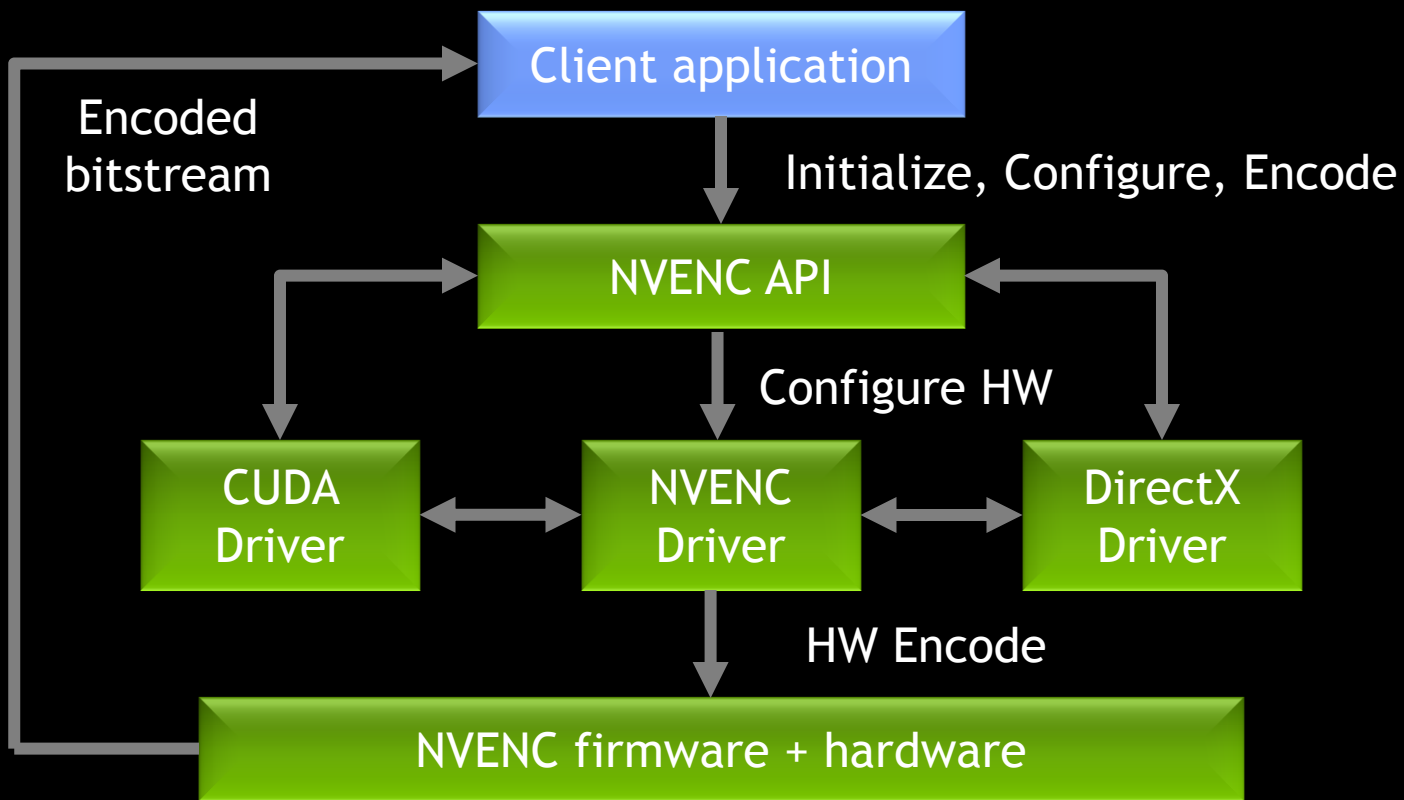 Client application
Encoded
bitstream
Initialize, Configure, Encode
NVENC API
Configure HW
CUDA
Driver
NVENC
Driver
DirectX
Driver
HW Encode
NVENC firmware + hardware